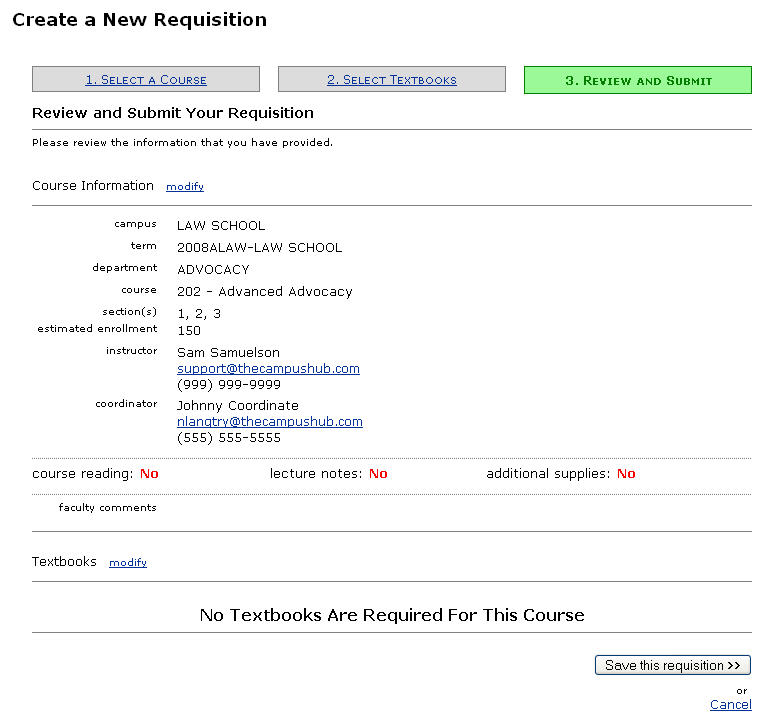 Create a New Requisition
1. Select a Course 2. Select Textbooks 3. Review and Submit
Review and Submit Your Requisition
Please review the information that you have provided.
Course Information modify
campus LAW SCHOOL
term 2008ALAW-LAW SCHOOL
department ADVOCACY
course 202 - Advanced Advocacy
section(s) 1, 2, 3
estimated enrollment 150
instructor Sam Samuelson
support@thecampushub.com
(999) 999-9999
coordinator Johnny Coordinate
nlangtry@thecampushub.com
(555) 555-5555
course reading: No lecture notes: No additional supplies: No
faculty comments
Textbooks modify
No Textbooks Are Required For This Course
Save this requisition >>
or
Cancel